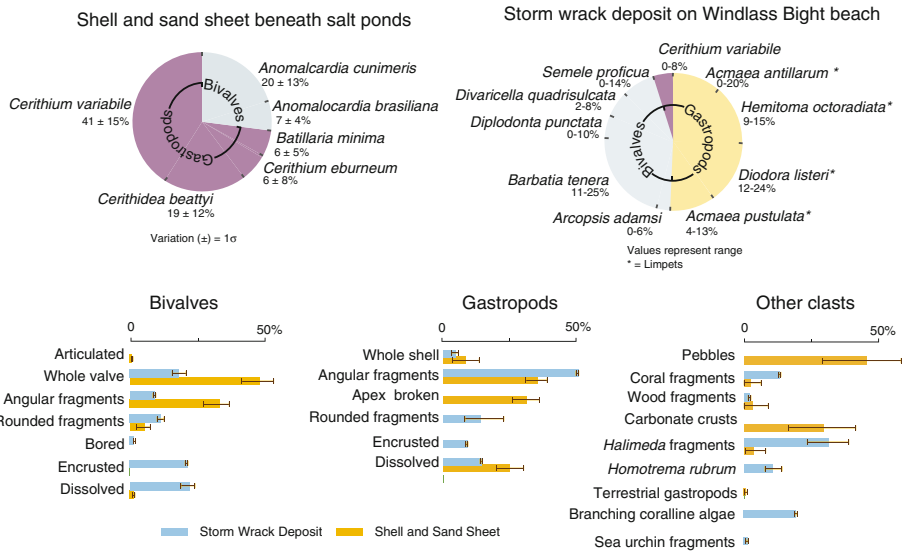 Shell and sand sheet beneath salt ponds
Anomalcardia cunimeris
20 ± 13%
Anomalocardia brasiliana
7 ± 4%
Batillaria minima
6 ± 5%
Cerithium eburneum
6 ± 8%
Cerithidea beattyi
19 ± 12%
Cerithium variabile
41 ± 15%
Bivalves
Gastropods
Variation (±) = 1σ
Storm wrack deposit on Windlass Bight beach
Cerithium variabile
0-8%
Acmaea antillarum *
0-20%
Hemitoma octoradiata*
9-15%
Diodora listeri*
12-24%
Acmaea pustulata*
4-13%
Arcopsis adamsi
0-6%
Barbatia tenera
11-25%
Diplodonta punctata
0-10%
Divaricella quadrisulcata
2-8%
Semele proficua
0-14%
Bivalves
Gastropods
Values represent range
* = Limpets
Bivalves
0 50%
Articulated
Whole valve
Angular fragments
Rounded fragments
Bored
Encrusted
Dissolved
Gastropods
0 50%
Whole shell
Angular fragments
Apex broken
Rounded fragments
Encrusted
Dissolved
Other clasts
0 50%
Pebbles
Coral fragments
Wood fragments
Carbonate crusts
Halimeda fragments
Homotrema rubrum
Terrestrial gastropods
Branching coralline algae
Sea urchin fragments
Storm Wrack Deposit Shell and Sand Sheet